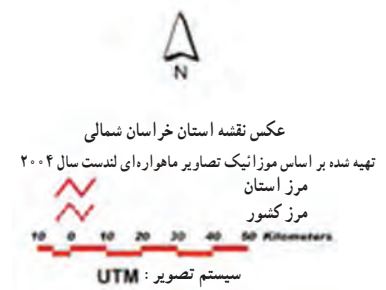 N
عکس نقشه استان خراسان شمالی
تهیه شده بر اساس موزائیک تصاویر ماهواره‌ای لندست سال ۲۰۰۴
مرز استان
مرز کشور
10 0 10 20 30 40 50 Kilometers
سیستم تصویر : UTM